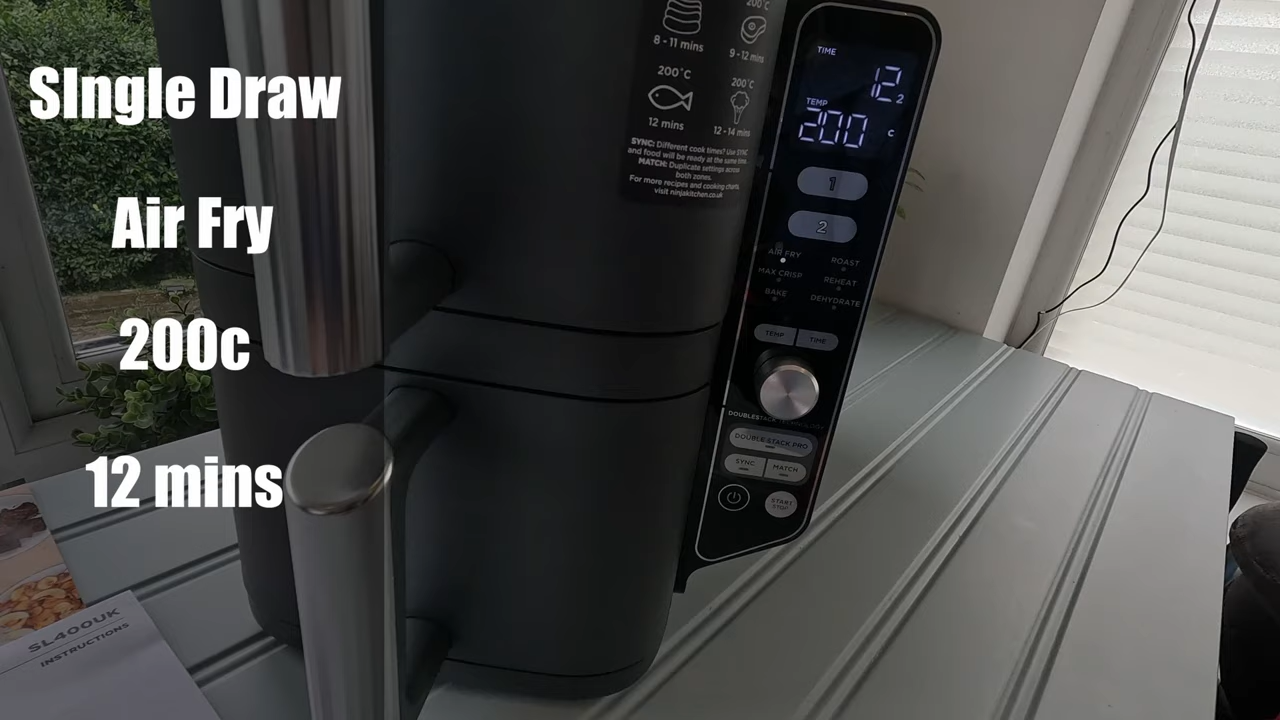 SIngle Draw
Air Fry
200c
12 mins
8 - 11 mins
200°C
9 - 12 mins
200°C
12 mins
200°C
12 - 14 mins
SYNC: Different cook times? Use SYNC
and food will be ready at the same time.
MATCH: Duplicate settings across
both zones.
For more recipes and cooking charts
visit ninjakitchen.co.uk
TIME
12 2
TEMP
200 C
1
2
AIR FRY ROAST
MAX CRISP REHEAT
BAKE DEHYDRATE
TEMP TIME
DOUBLESTACK TECHNOLOGY
DOUBLE STACK PRO
SYNC MATCH
START
STOP
SL400UK
INSTRUCTIONS